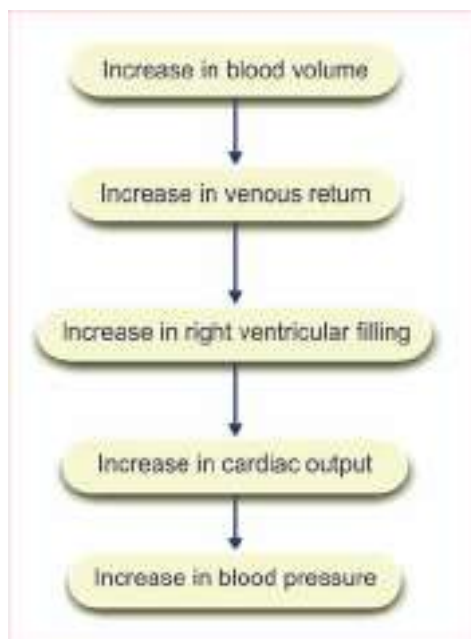 Increase in blood volume
Increase in venous return
Increase in right ventricular filling
Increase in cardiac output
Increase in blood pressure